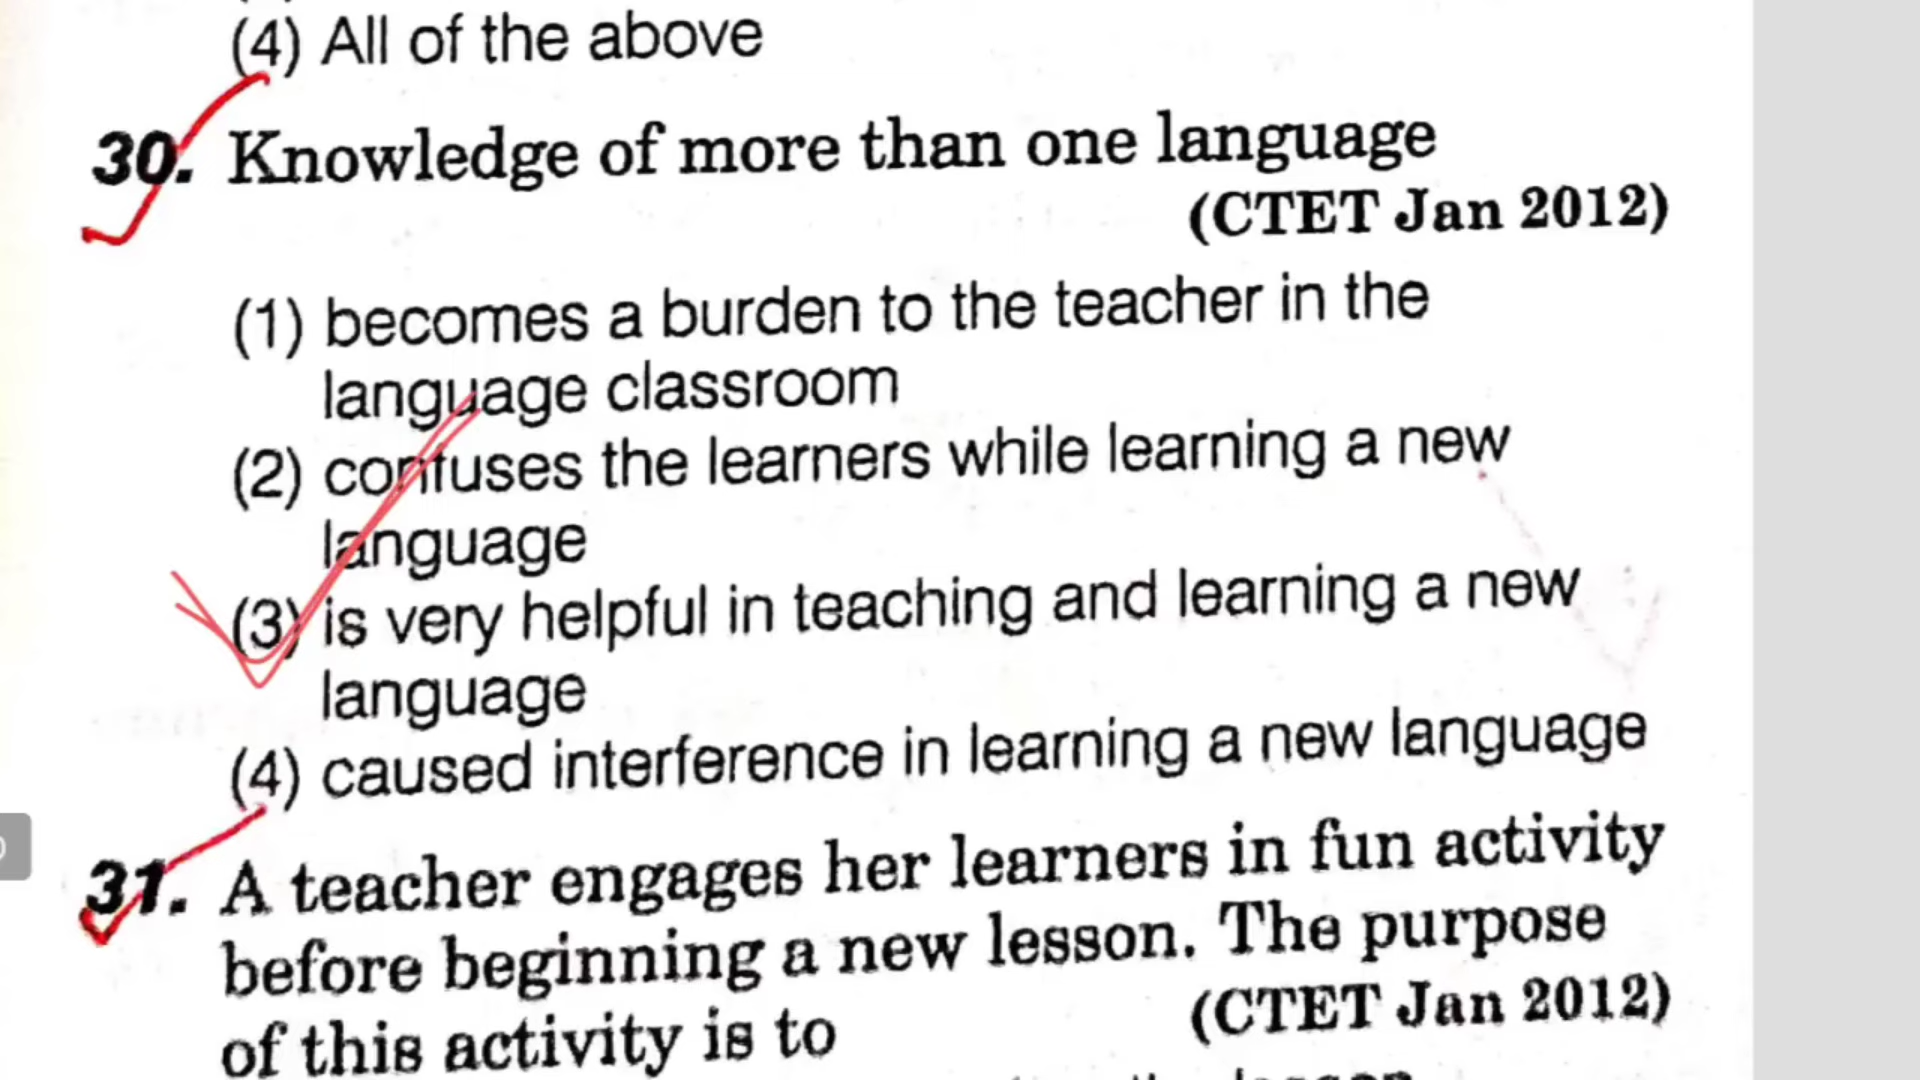 (4) All of the above
30. Knowledge of more than one language
(CTET Jan 2012)
(1) becomes a burden to the teacher in the
language classroom
(2) confuses the learners while learning a new
language
(3) is very helpful in teaching and learning a new
language
(4) caused interference in learning a new language
31. A teacher engages her learners in fun activity
before beginning a new lesson. The purpose
of this activity is to (CTET Jan 2012)